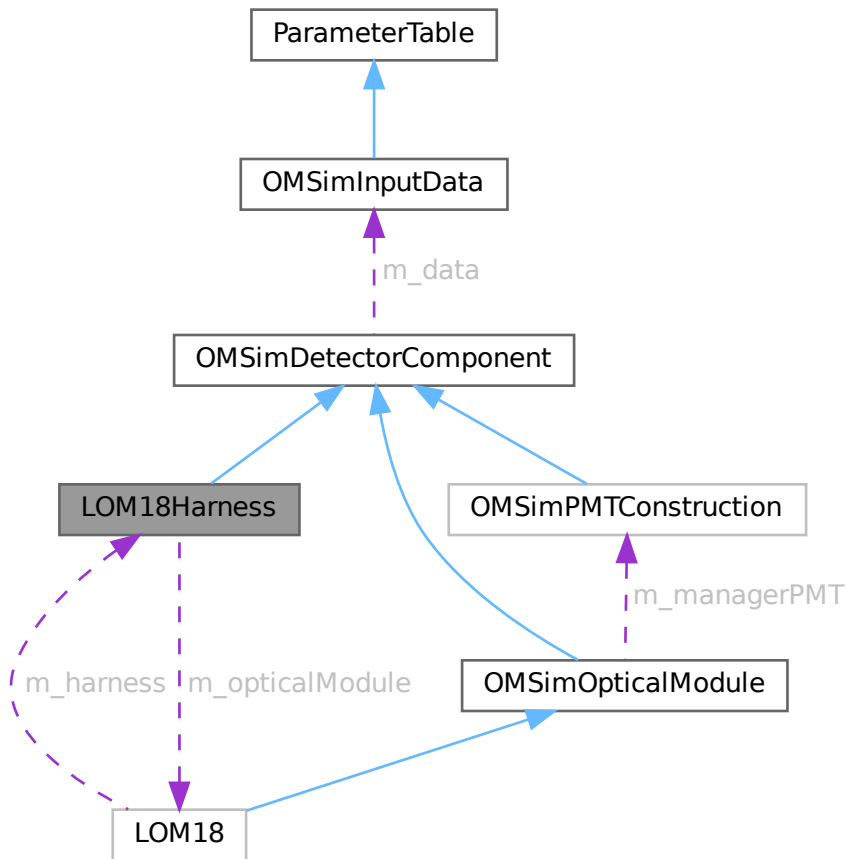 ParameterTable
OMSimInputData
m_data
OMSimDetectorComponent
LOM18Harness
OMSimPMTConstruction
m_managerPMT
m_harness
m_opticalModule
OMSimOpticalModule
LOM18